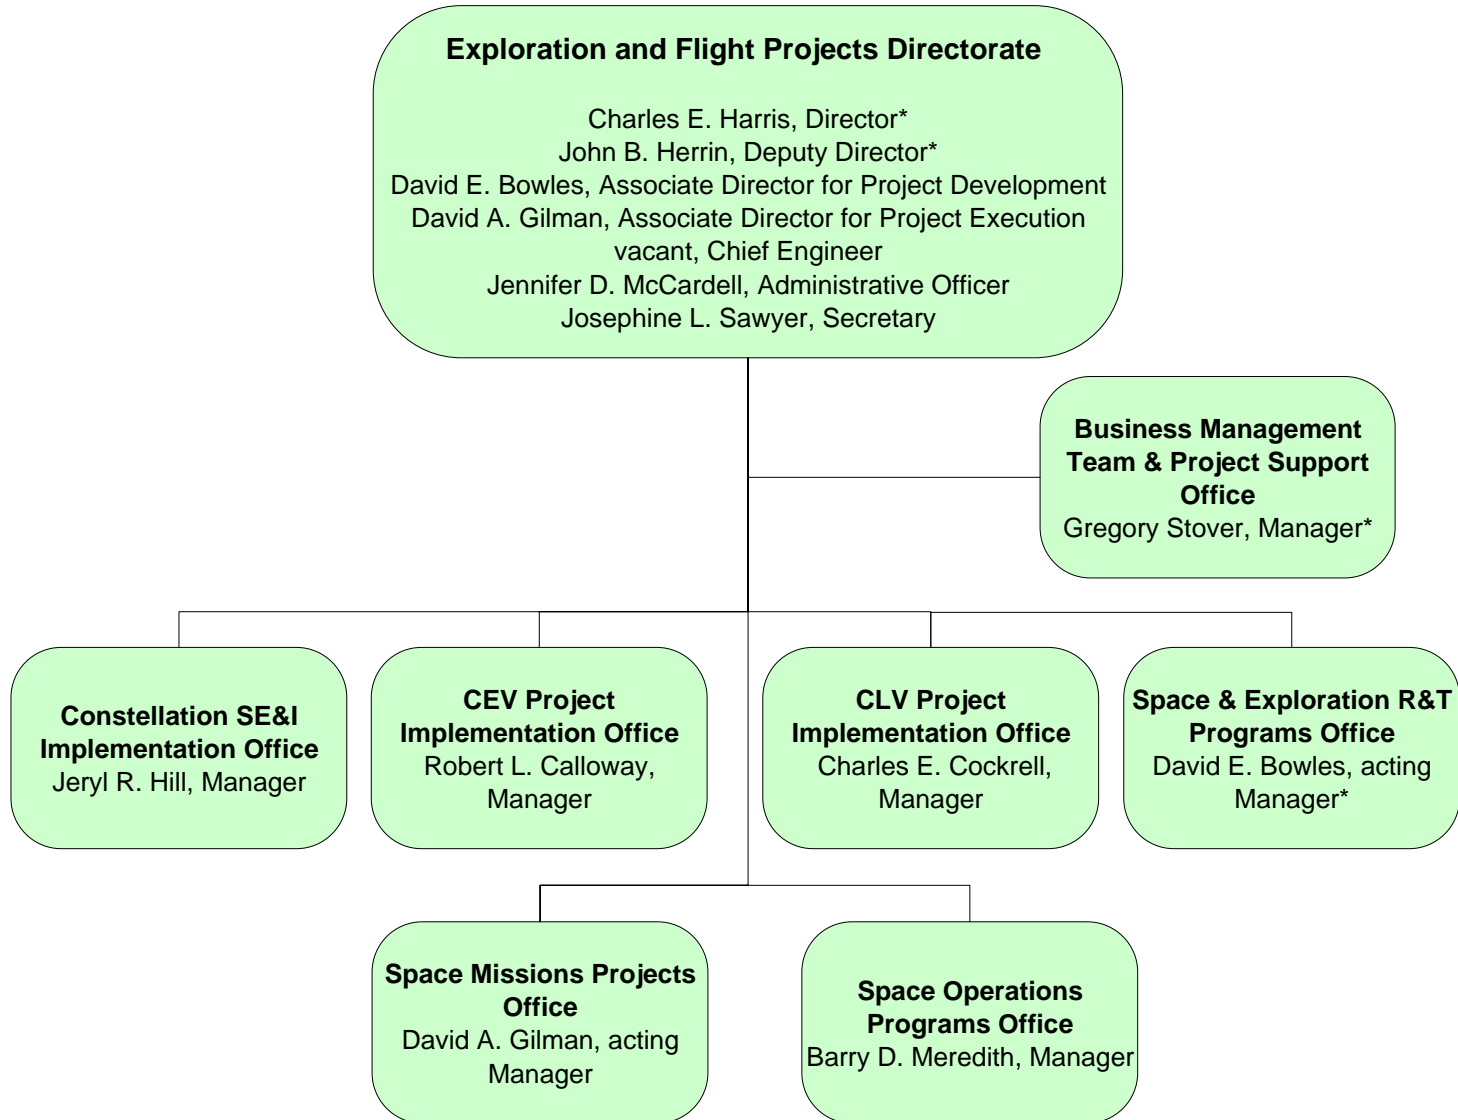 Exploration and Flight Projects Directorate
Charles E. Harris, Director*
John B. Herrin, Deputy Director*
David E. Bowles, Associate Director for Project Development
David A. Gilman, Associate Director for Project Execution
vacant, Chief Engineer
Jennifer D. McCardell, Administrative Officer
Josephine L. Sawyer, Secretary
Business Management
Team & Project Support
Office
Gregory Stover, Manager*
Constellation SE&I
Implementation Office
Jeryl R. Hill, Manager
CEV Project
Implementation Office
Robert L. Calloway,
Manager
CLV Project
Implementation Office
Charles E. Cockrell,
Manager
Space & Exploration R&T
Programs Office
David E. Bowles, acting
Manager*
Space Missions Projects
Office
David A. Gilman, acting
Manager
Space Operations
Programs Office
Barry D. Meredith, Manager